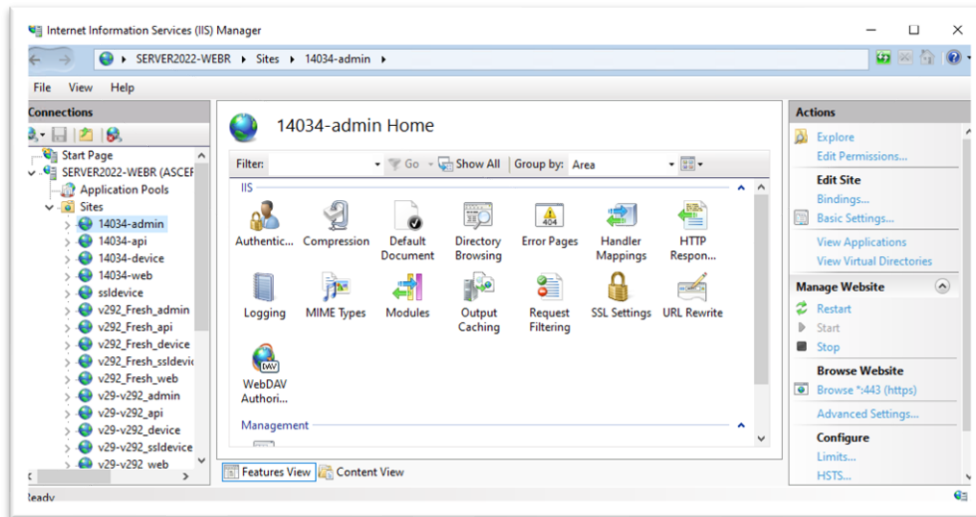 Internet Information Services (IIS) Manager
SERVER2022-WEBR Sites 14034-admin
File View Help
Connections
Start Page
SERVER2022-WEBR (ASCEF
Application Pools
Sites
14034-admin
14034-api
14034-device
14034-web
ssldevice
v292_Fresh_admin
v292_Fresh_api
v292_Fresh_device
v292_Fresh_ssldevic
v292_Fresh_web
v29-v292_admin
v29-v292_api
v29-v292_device
v29-v292_ssldevice
v29-v292 web
14034-admin Home
Filter: Go Show All Group by: Area
IIS
Authentic... Compression Default Document Directory Browsing Error Pages Handler Mappings HTTP Respon...
Logging MIME Types Modules Output Caching Request Filtering SSL Settings URL Rewrite
WebDAV Authori...
Management
Features View Content View
Actions
Explore
Edit Permissions...
Edit Site
Bindings...
Basic Settings...
View Applications
View Virtual Directories
Manage Website
Restart
Start
Stop
Browse Website
Browse *:443 (https)
Advanced Settings...
Configure
Limits...
HSTS...
Ready